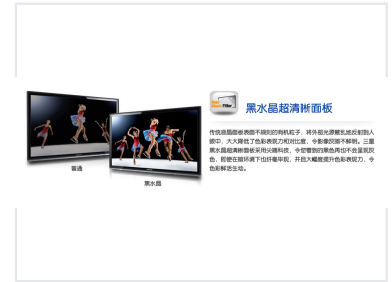 黑水晶超清晰面板
传统液晶面板表面不规则的有机粒子，将外部光源散乱地反射到人
眼中，大大降低了色彩表现力和对比度，令影像灰暗不鲜明。三星
黑水晶超清晰面板采用尖端科技，令您看到的黑色再也不会呈现灰
色，即使在暗环境下也纤毫毕现，并且大幅度提升色彩表现力，令
色彩鲜活生动。
普通
黑水晶